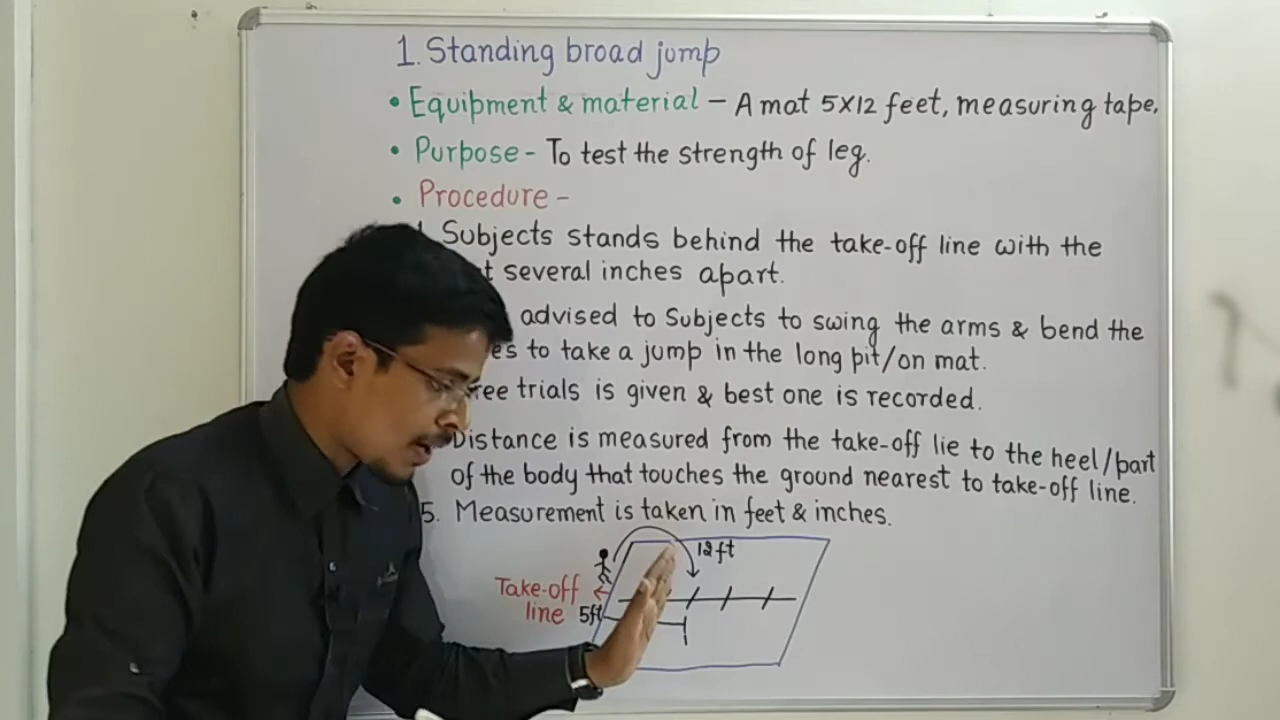 1. Standing broad jump
• Equipment & material – A mat 5X12 feet, measuring tape,
• Purpose - To test the strength of leg.
• Procedure –
Subjects stands behind the take-off line with the
several inches apart.
advised to Subjects to swing the arms & bend the
to take a jump in the long pit/on mat.
trials is given & best one is recorded.
Distance is measured from the take-off lie to the heel/part
of the body that touches the ground nearest to take-off line.
5. Measurement is taken in feet & inches.
12ft
Take-off
line
5ft